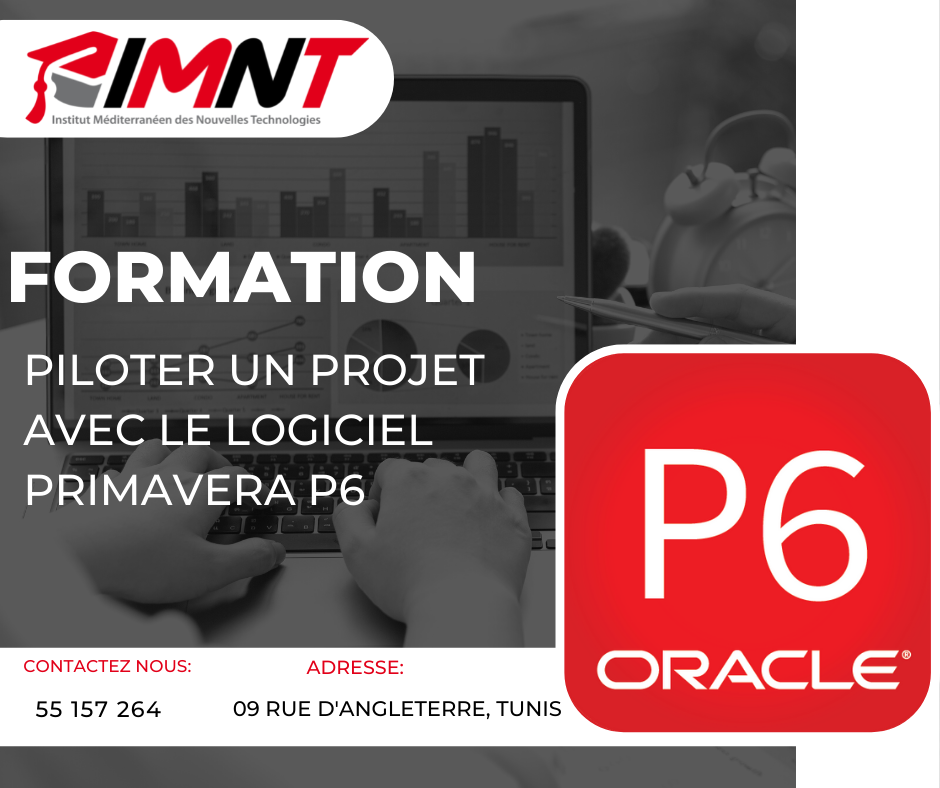 IMNT
Institut Méditerranéen des Nouvelles Technologies
FORMATION
PILOTER UN PROJET
AVEC LE LOGICIEL
PRIMAVERA P6
P6
ORACLE®
CONTACTEZ NOUS:
ADRESSE:
55 157 264
09 RUE D'ANGLETERRE, TUNIS